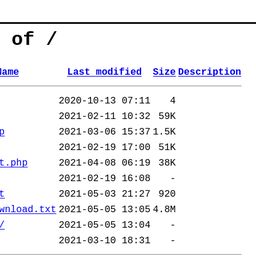 of /
Name Last modified Size Description
2020-10-13 07:11 4
2021-02-11 10:32 59K
p 2021-03-06 15:37 1.5K
2021-02-19 17:00 51K
t.php 2021-04-08 06:19 38K
2021-02-19 16:08 -
t 2021-05-03 21:27 920
wnload.txt 2021-05-05 13:05 4.8M
/ 2021-05-05 13:04 -
2021-03-10 18:31 -